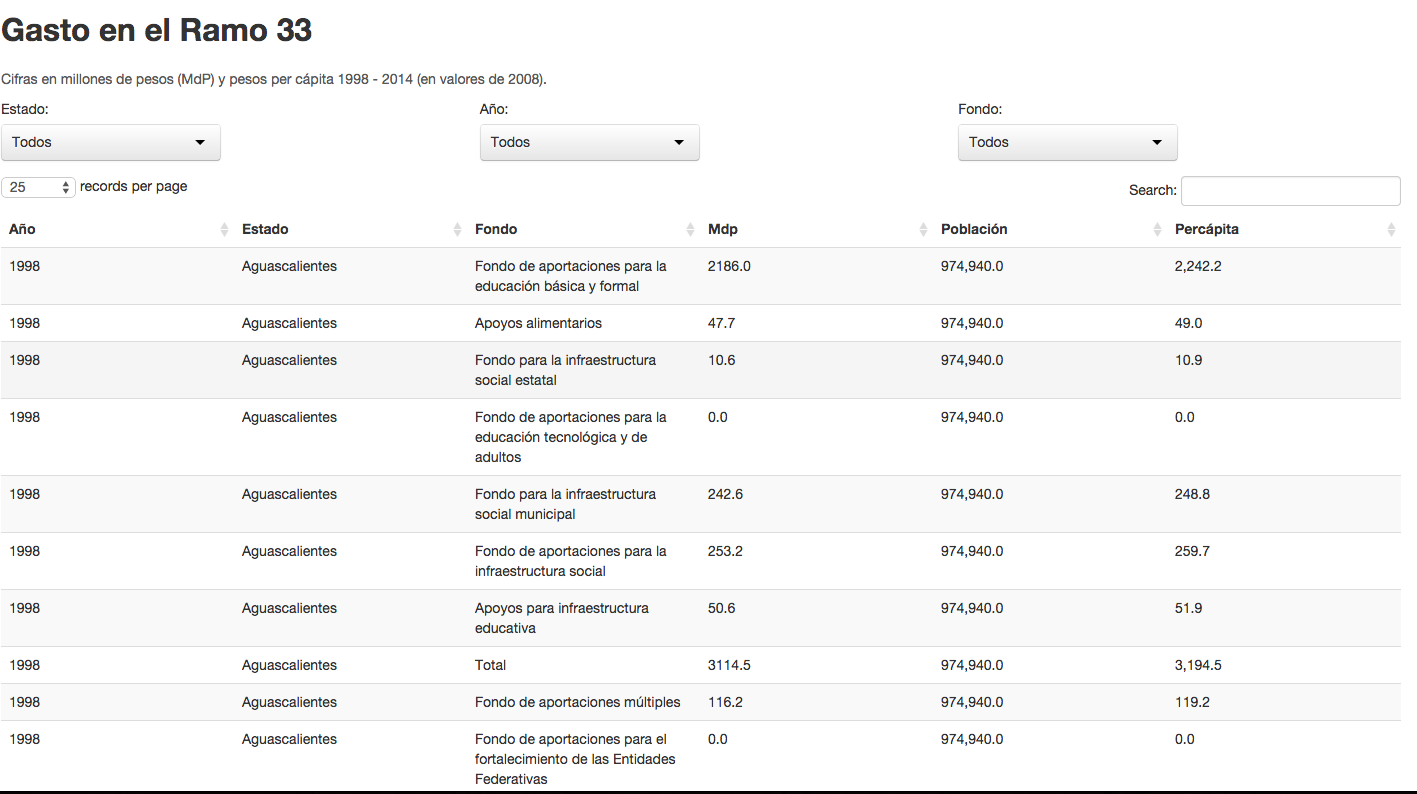 Gasto en el Ramo 33
Cifras en millones de pesos (MdP) y pesos per cápita 1998 - 2014 (en valores de 2008).
Estado: Año: Fondo:
Todos Todos Todos
25 records per page Search:
Año Estado Fondo Mdp Población Percápita
1998 Aguascalientes Fondo de aportaciones para la 2186.0 974,940.0 2,242.2
educación básica y formal
1998 Aguascalientes Apoyos alimentarios 47.7 974,940.0 49.0
1998 Aguascalientes Fondo para la infraestructura 10.6 974,940.0 10.9
social estatal
1998 Aguascalientes Fondo de aportaciones para la 0.0 974,940.0 0.0
educación tecnológica y de
adultos
1998 Aguascalientes Fondo para la infraestructura 242.6 974,940.0 248.8
social municipal
1998 Aguascalientes Fondo de aportaciones para la 253.2 974,940.0 259.7
infraestructura social
1998 Aguascalientes Apoyos para infraestructura 50.6 974,940.0 51.9
educativa
1998 Aguascalientes Total 3114.5 974,940.0 3,194.5
1998 Aguascalientes Fondo de aportaciones múltiples 116.2 974,940.0 119.2
1998 Aguascalientes Fondo de aportaciones para el 0.0 974,940.0 0.0
fortalecimiento de las Entidades
Federativas